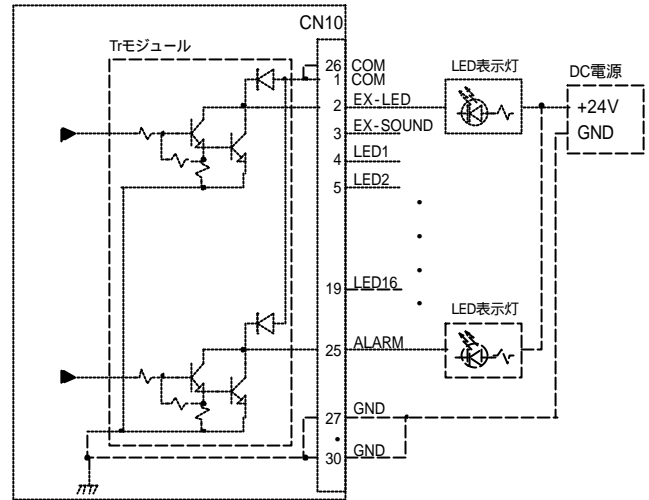 CN10
Trモジュール
26 COM
1 COM
2 EX-LED
3 EX-SOUND
4 LED1
5 LED2
19 LED16
25 ALARM
27 GND
30 GND
LED表示灯
DC電源
+24V
GND
LED表示灯